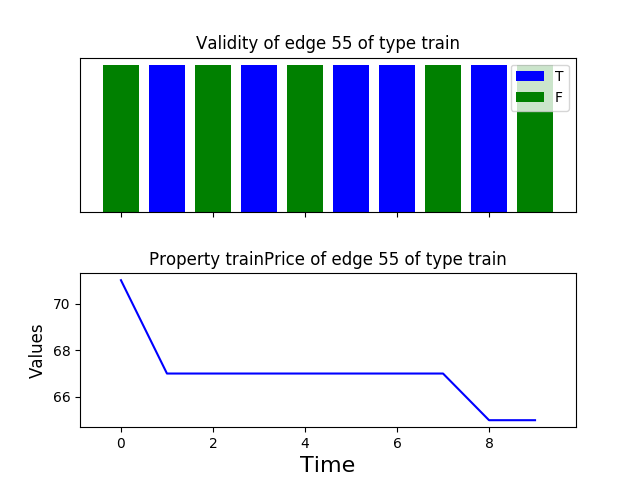 Validity of edge 55 of type train
T
F
Property trainPrice of edge 55 of type train
70
68
66
Values
0 2 4 6 8
Time